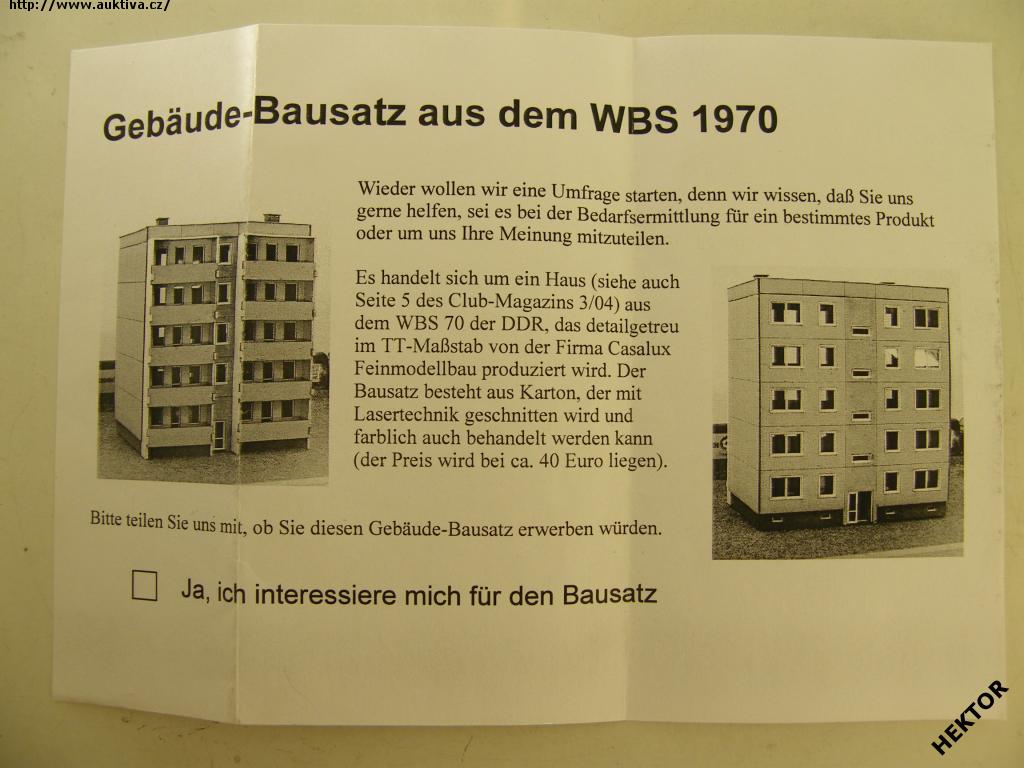 http://www.auktiva.cz/
Gebäude-Bausatz aus dem WBS 1970
Wieder wollen wir eine Umfrage starten, denn wir wissen, daß Sie uns
gerne helfen, sei es bei der Bedarfsermittlung für ein bestimmtes Produkt
oder um uns Ihre Meinung mitzuteilen.
Es handelt sich um ein Haus (siehe auch
Seite 5 des Club-Magazins 3/04) aus
dem WBS 70 der DDR, das detailgetreu
im TT-Maßstab von der Firma Casalux
Feinmodellbau produziert wird. Der
Bausatz besteht aus Karton, der mit
Lasertechnik geschnitten wird und
farblich auch behandelt werden kann
(der Preis wird bei ca. 40 Euro liegen).
Bitte teilen Sie uns mit, ob Sie diesen Gebäude-Bausatz erwerben würden.
Ja, ich interessiere mich für den Bausatz
HEKTOR